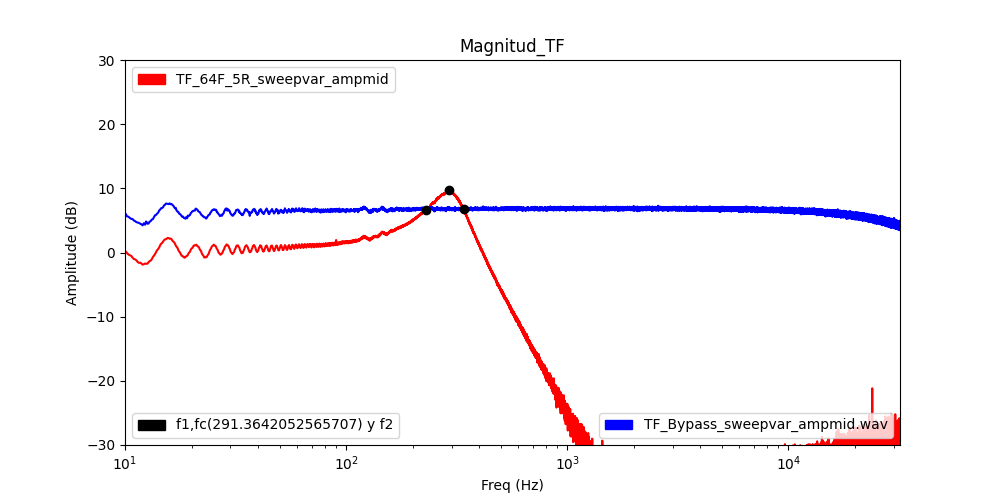 Magnitud_TF
30
20
10
0
−10
−20
−30
Amplitude (dB)
TF_64F_5R_sweepvar_ampmid
f1,fc(291.3642052565707) y f2
TF_Bypass_sweepvar_ampmid.wav
10¹
10²
10³
10⁴
Freq (Hz)